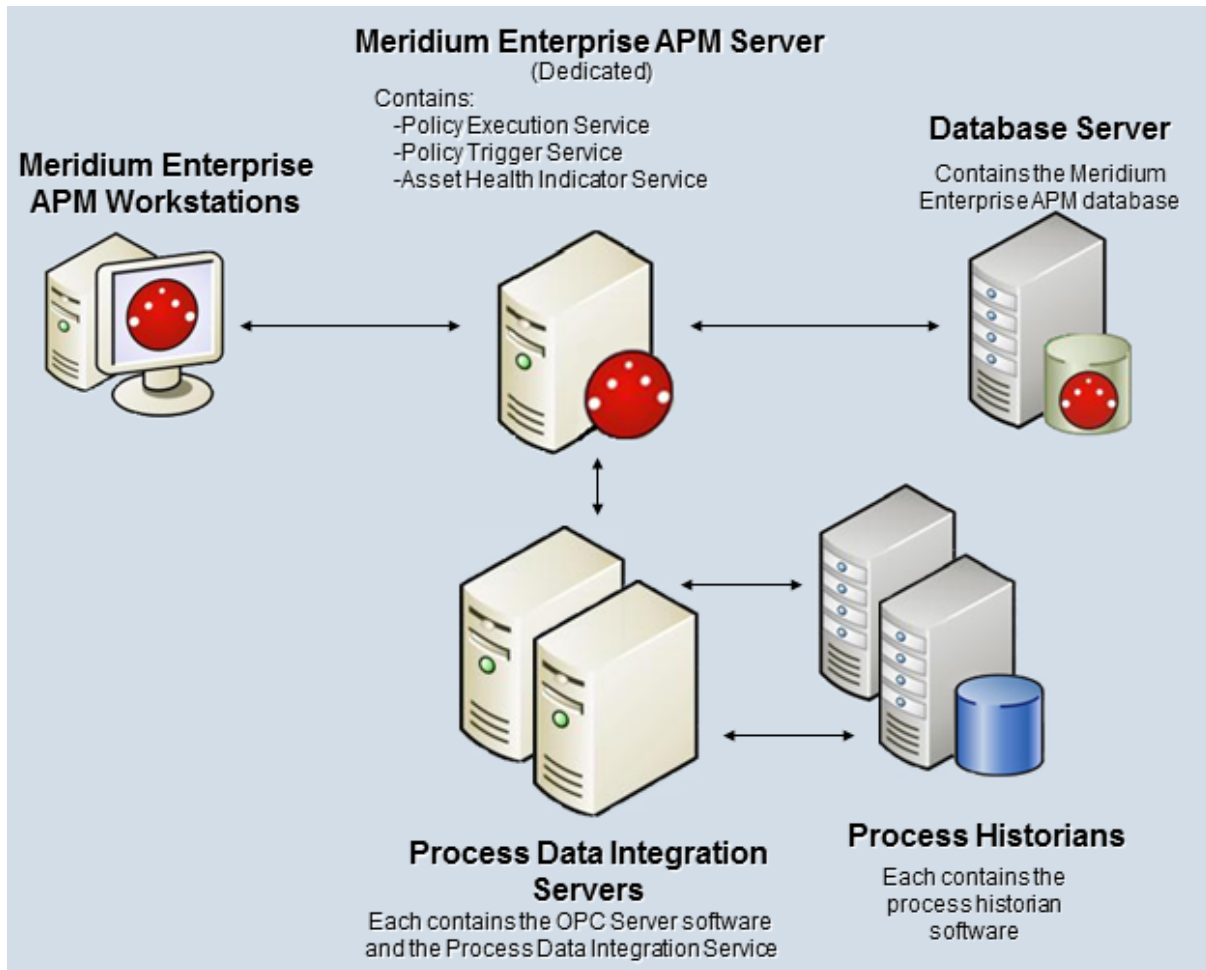 Meridium Enterprise APM Server
(Dedicated)
Contains:
-Policy Execution Service
-Policy Trigger Service
-Asset Health Indicator Service
Meridium Enterprise
APM Workstations
Database Server
Contains the Meridium
Enterprise APM database
Process Data Integration
Servers
Each contains the OPC Server software
and the Process Data Integration Service
Process Historians
Each contains the
process historian
software